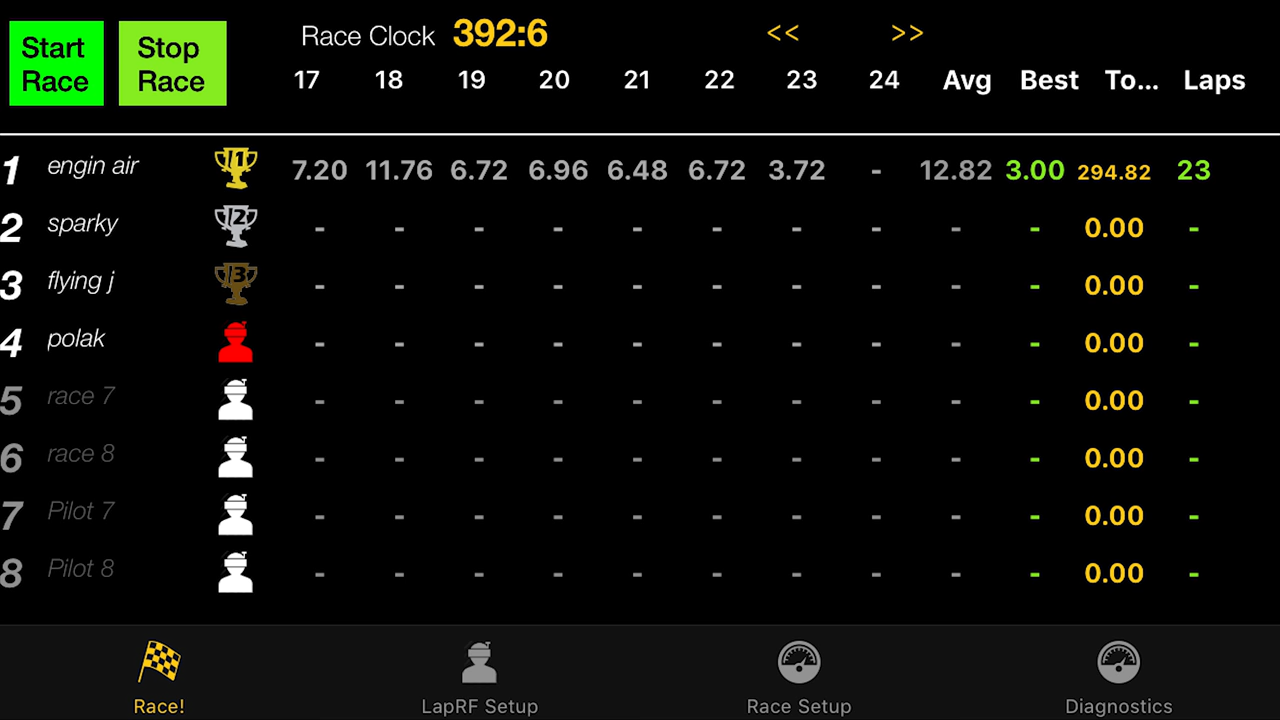 Start Race
Stop Race
Race Clock 392:6 << >>
17 18 19 20 21 22 23 24 Avg Best To... Laps
1 engin air 1 7.20 11.76 6.72 6.96 6.48 6.72 3.72 - 12.82 3.00 294.82 23
2 sparky 2 - - - - - - - - - - 0.00 -
3 flying j 3 - - - - - - - - - - 0.00 -
4 polak - - - - - - - - - - 0.00 -
5 race 7 - - - - - - - - - - 0.00 -
6 race 8 - - - - - - - - - - 0.00 -
7 Pilot 7 - - - - - - - - - - 0.00 -
8 Pilot 8 - - - - - - - - - - 0.00 -
Race! LapRF Setup Race Setup Diagnostics